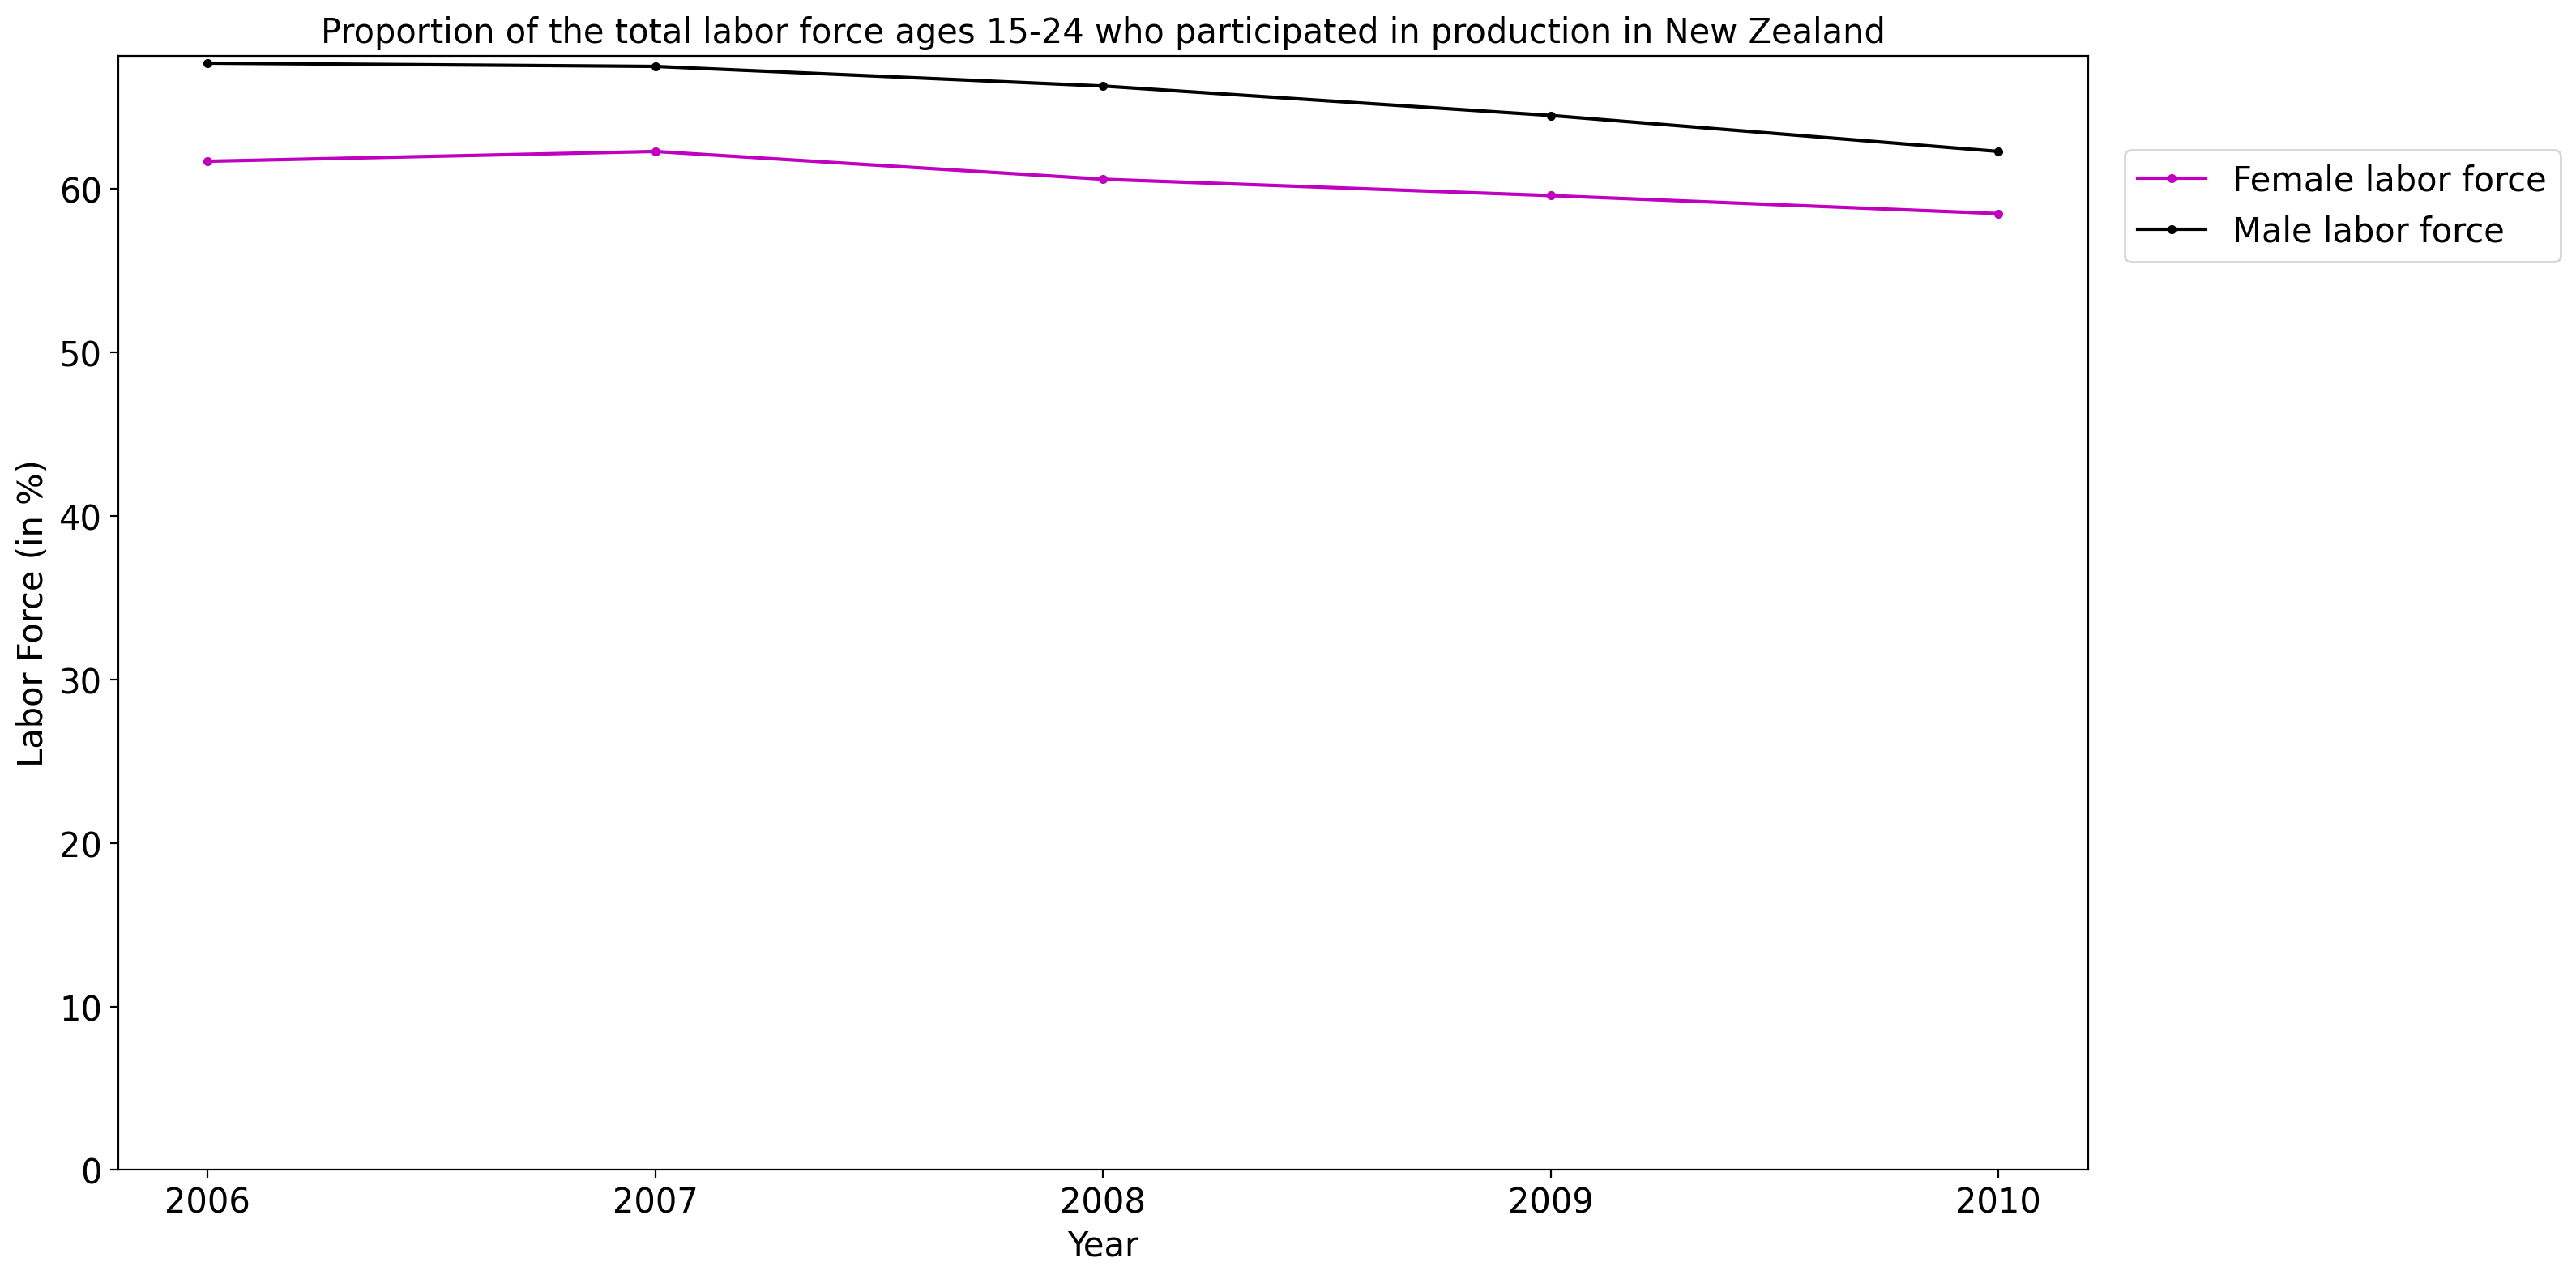 Proportion of the total labor force ages 15-24 who participated in production in New Zealand
Labor Force (in %)
60
50
40
30
20
10
0
2006 2007 2008 2009 2010
Year
Female labor force
Male labor force